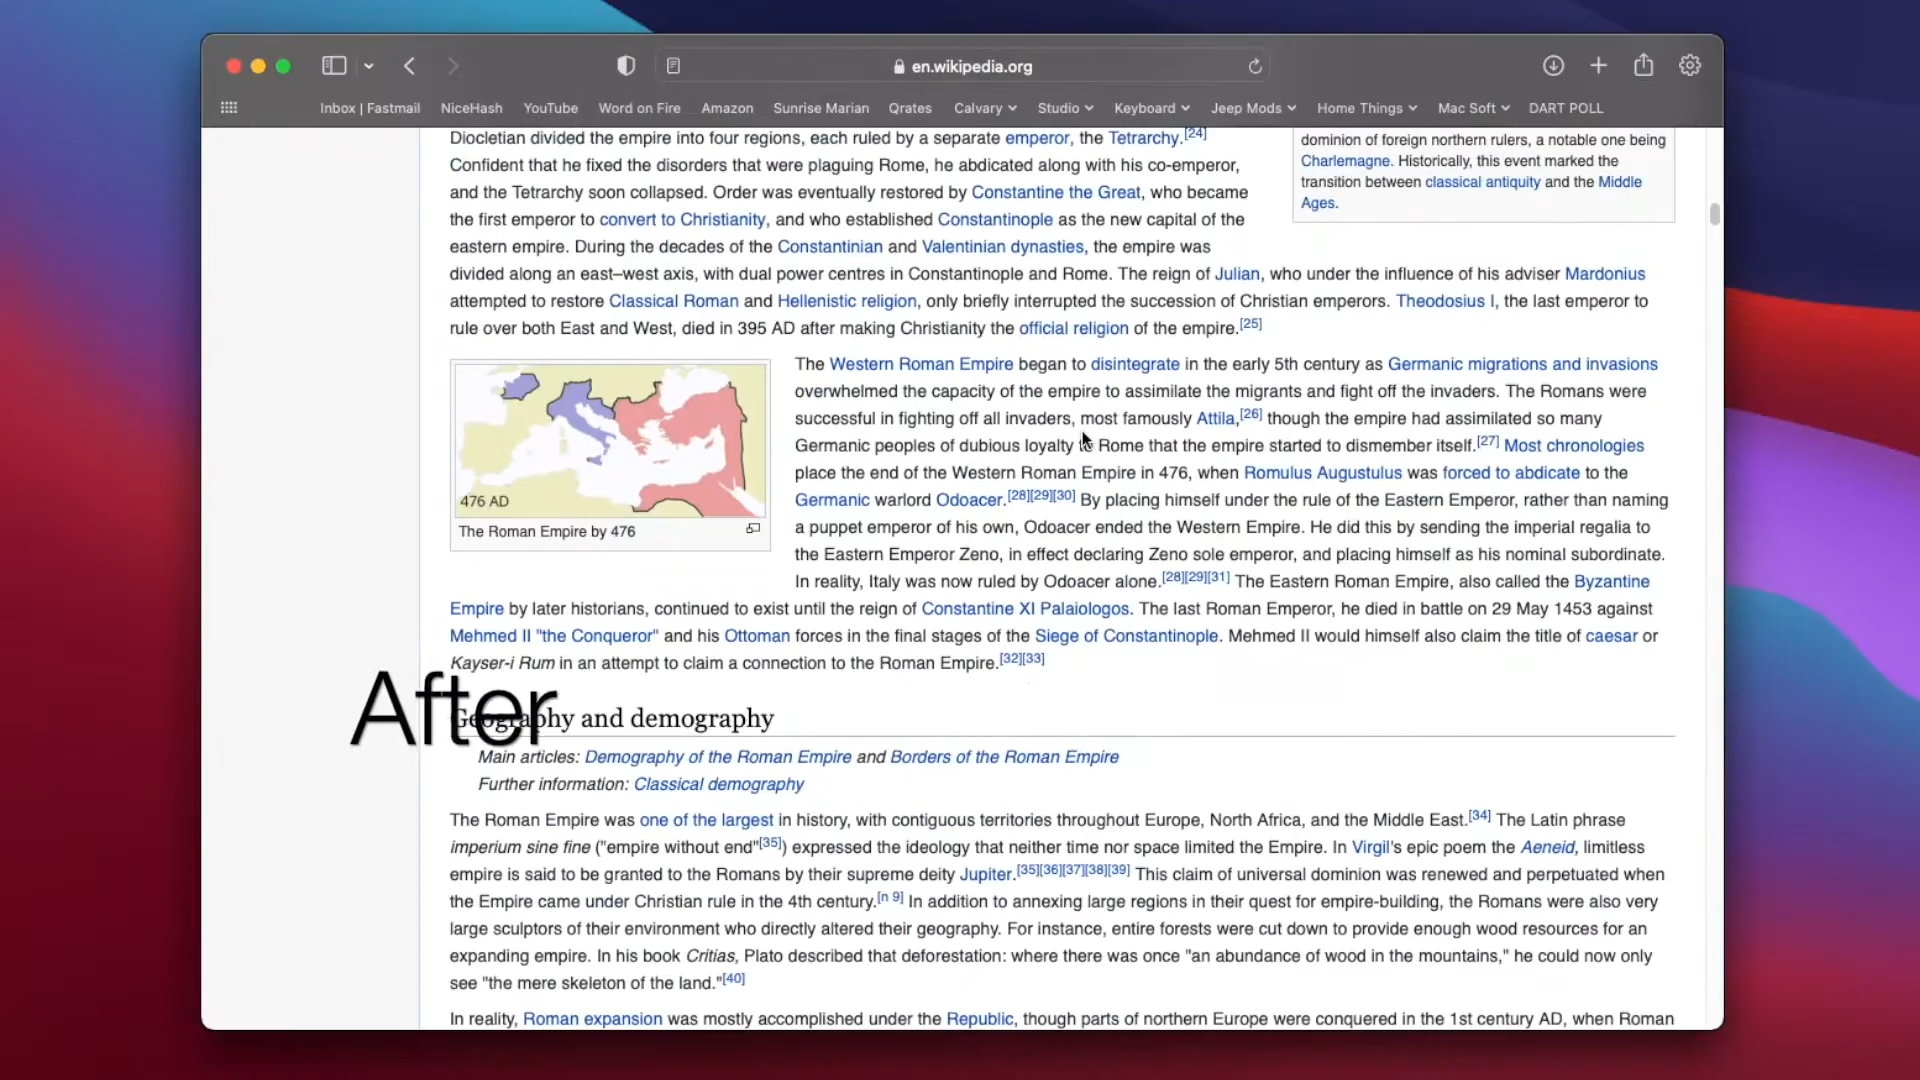 en.wikipedia.org
Inbox | Fastmail NiceHash YouTube Word on Fire Amazon Sunrise Marian Qrates Calvary Studio Keyboard Jeep Mods Home Things Mac Soft DART POLL
Diocletian divided the empire into four regions, each ruled by a separate emperor, the Tetrarchy.[24]
Confident that he fixed the disorders that were plaguing Rome, he abdicated along with his co-emperor,
and the Tetrarchy soon collapsed. Order was eventually restored by Constantine the Great, who became
the first emperor to convert to Christianity, and who established Constantinople as the new capital of the
eastern empire. During the decades of the Constantinian and Valentinian dynasties, the empire was
divided along an east–west axis, with dual power centres in Constantinople and Rome. The reign of Julian, who under the influence of his adviser Mardonius
attempted to restore Classical Roman and Hellenistic religion, only briefly interrupted the succession of Christian emperors. Theodosius I, the last emperor to
rule over both East and West, died in 395 AD after making Christianity the official religion of the empire.[25]
dominion of foreign northern rulers, a notable one being
Charlemagne. Historically, this event marked the
transition between classical antiquity and the Middle
Ages.
476 AD
The Roman Empire by 476
The Western Roman Empire began to disintegrate in the early 5th century as Germanic migrations and invasions
overwhelmed the capacity of the empire to assimilate the migrants and fight off the invaders. The Romans were
successful in fighting off all invaders, most famously Attila,[26] though the empire had assimilated so many
Germanic peoples of dubious loyalty to Rome that the empire started to dismember itself.[27] Most chronologies
place the end of the Western Roman Empire in 476, when Romulus Augustulus was forced to abdicate to the
Germanic warlord Odoacer.[28][29][30] By placing himself under the rule of the Eastern Emperor, rather than naming
a puppet emperor of his own, Odoacer ended the Western Empire. He did this by sending the imperial regalia to
the Eastern Emperor Zeno, in effect declaring Zeno sole emperor, and placing himself as his nominal subordinate.
In reality, Italy was now ruled by Odoacer alone.[28][29][31] The Eastern Roman Empire, also called the Byzantine
Empire by later historians, continued to exist until the reign of Constantine XI Palaiologos. The last Roman Emperor, he died in battle on 29 May 1453 against
Mehmed II "the Conqueror" and his Ottoman forces in the final stages of the Siege of Constantinople. Mehmed II would himself also claim the title of caesar or
Kayser-i Rum in an attempt to claim a connection to the Roman Empire.[32][33]
After
Geography and demography
Main articles: Demography of the Roman Empire and Borders of the Roman Empire
Further information: Classical demography
The Roman Empire was one of the largest in history, with contiguous territories throughout Europe, North Africa, and the Middle East.[34] The Latin phrase
imperium sine fine ("empire without end"[35]) expressed the ideology that neither time nor space limited the Empire. In Virgil's epic poem the Aeneid, limitless
empire is said to be granted to the Romans by their supreme deity Jupiter.[35][36][37][38][39] This claim of universal dominion was renewed and perpetuated when
the Empire came under Christian rule in the 4th century.[n 9] In addition to annexing large regions in their quest for empire-building, the Romans were also very
large sculptors of their environment who directly altered their geography. For instance, entire forests were cut down to provide enough wood resources for an
expanding empire. In his book Critias, Plato described that deforestation: where there was once "an abundance of wood in the mountains," he could now only
see "the mere skeleton of the land."[40]
In reality, Roman expansion was mostly accomplished under the Republic, though parts of northern Europe were conquered in the 1st century AD, when Roman